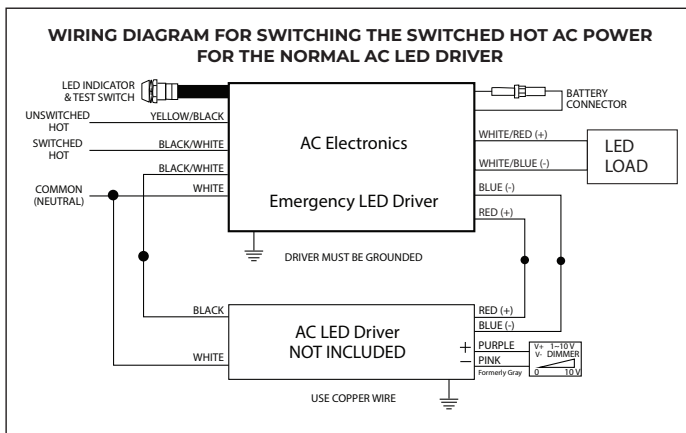 WIRING DIAGRAM FOR SWITCHING THE SWITCHED HOT AC POWER
FOR THE NORMAL AC LED DRIVER
LED INDICATOR
& TEST SWITCH
UNSWITCHED
HOT
YELLOW/BLACK
SWITCHED
HOT
BLACK/WHITE
BLACK/WHITE
COMMON
(NEUTRAL)
WHITE
AC Electronics
Emergency LED Driver
BATTERY
CONNECTOR
WHITE/RED (+)
WHITE/BLUE (-)
LED
LOAD
BLUE (-)
RED (+)
DRIVER MUST BE GROUNDED
BLACK
WHITE
AC LED Driver
NOT INCLUDED
RED (+)
BLUE (-)
+ PURPLE
– PINK
Formerly Gray
V+ 1–10 V
V- DIMMER
0 10 V
USE COPPER WIRE